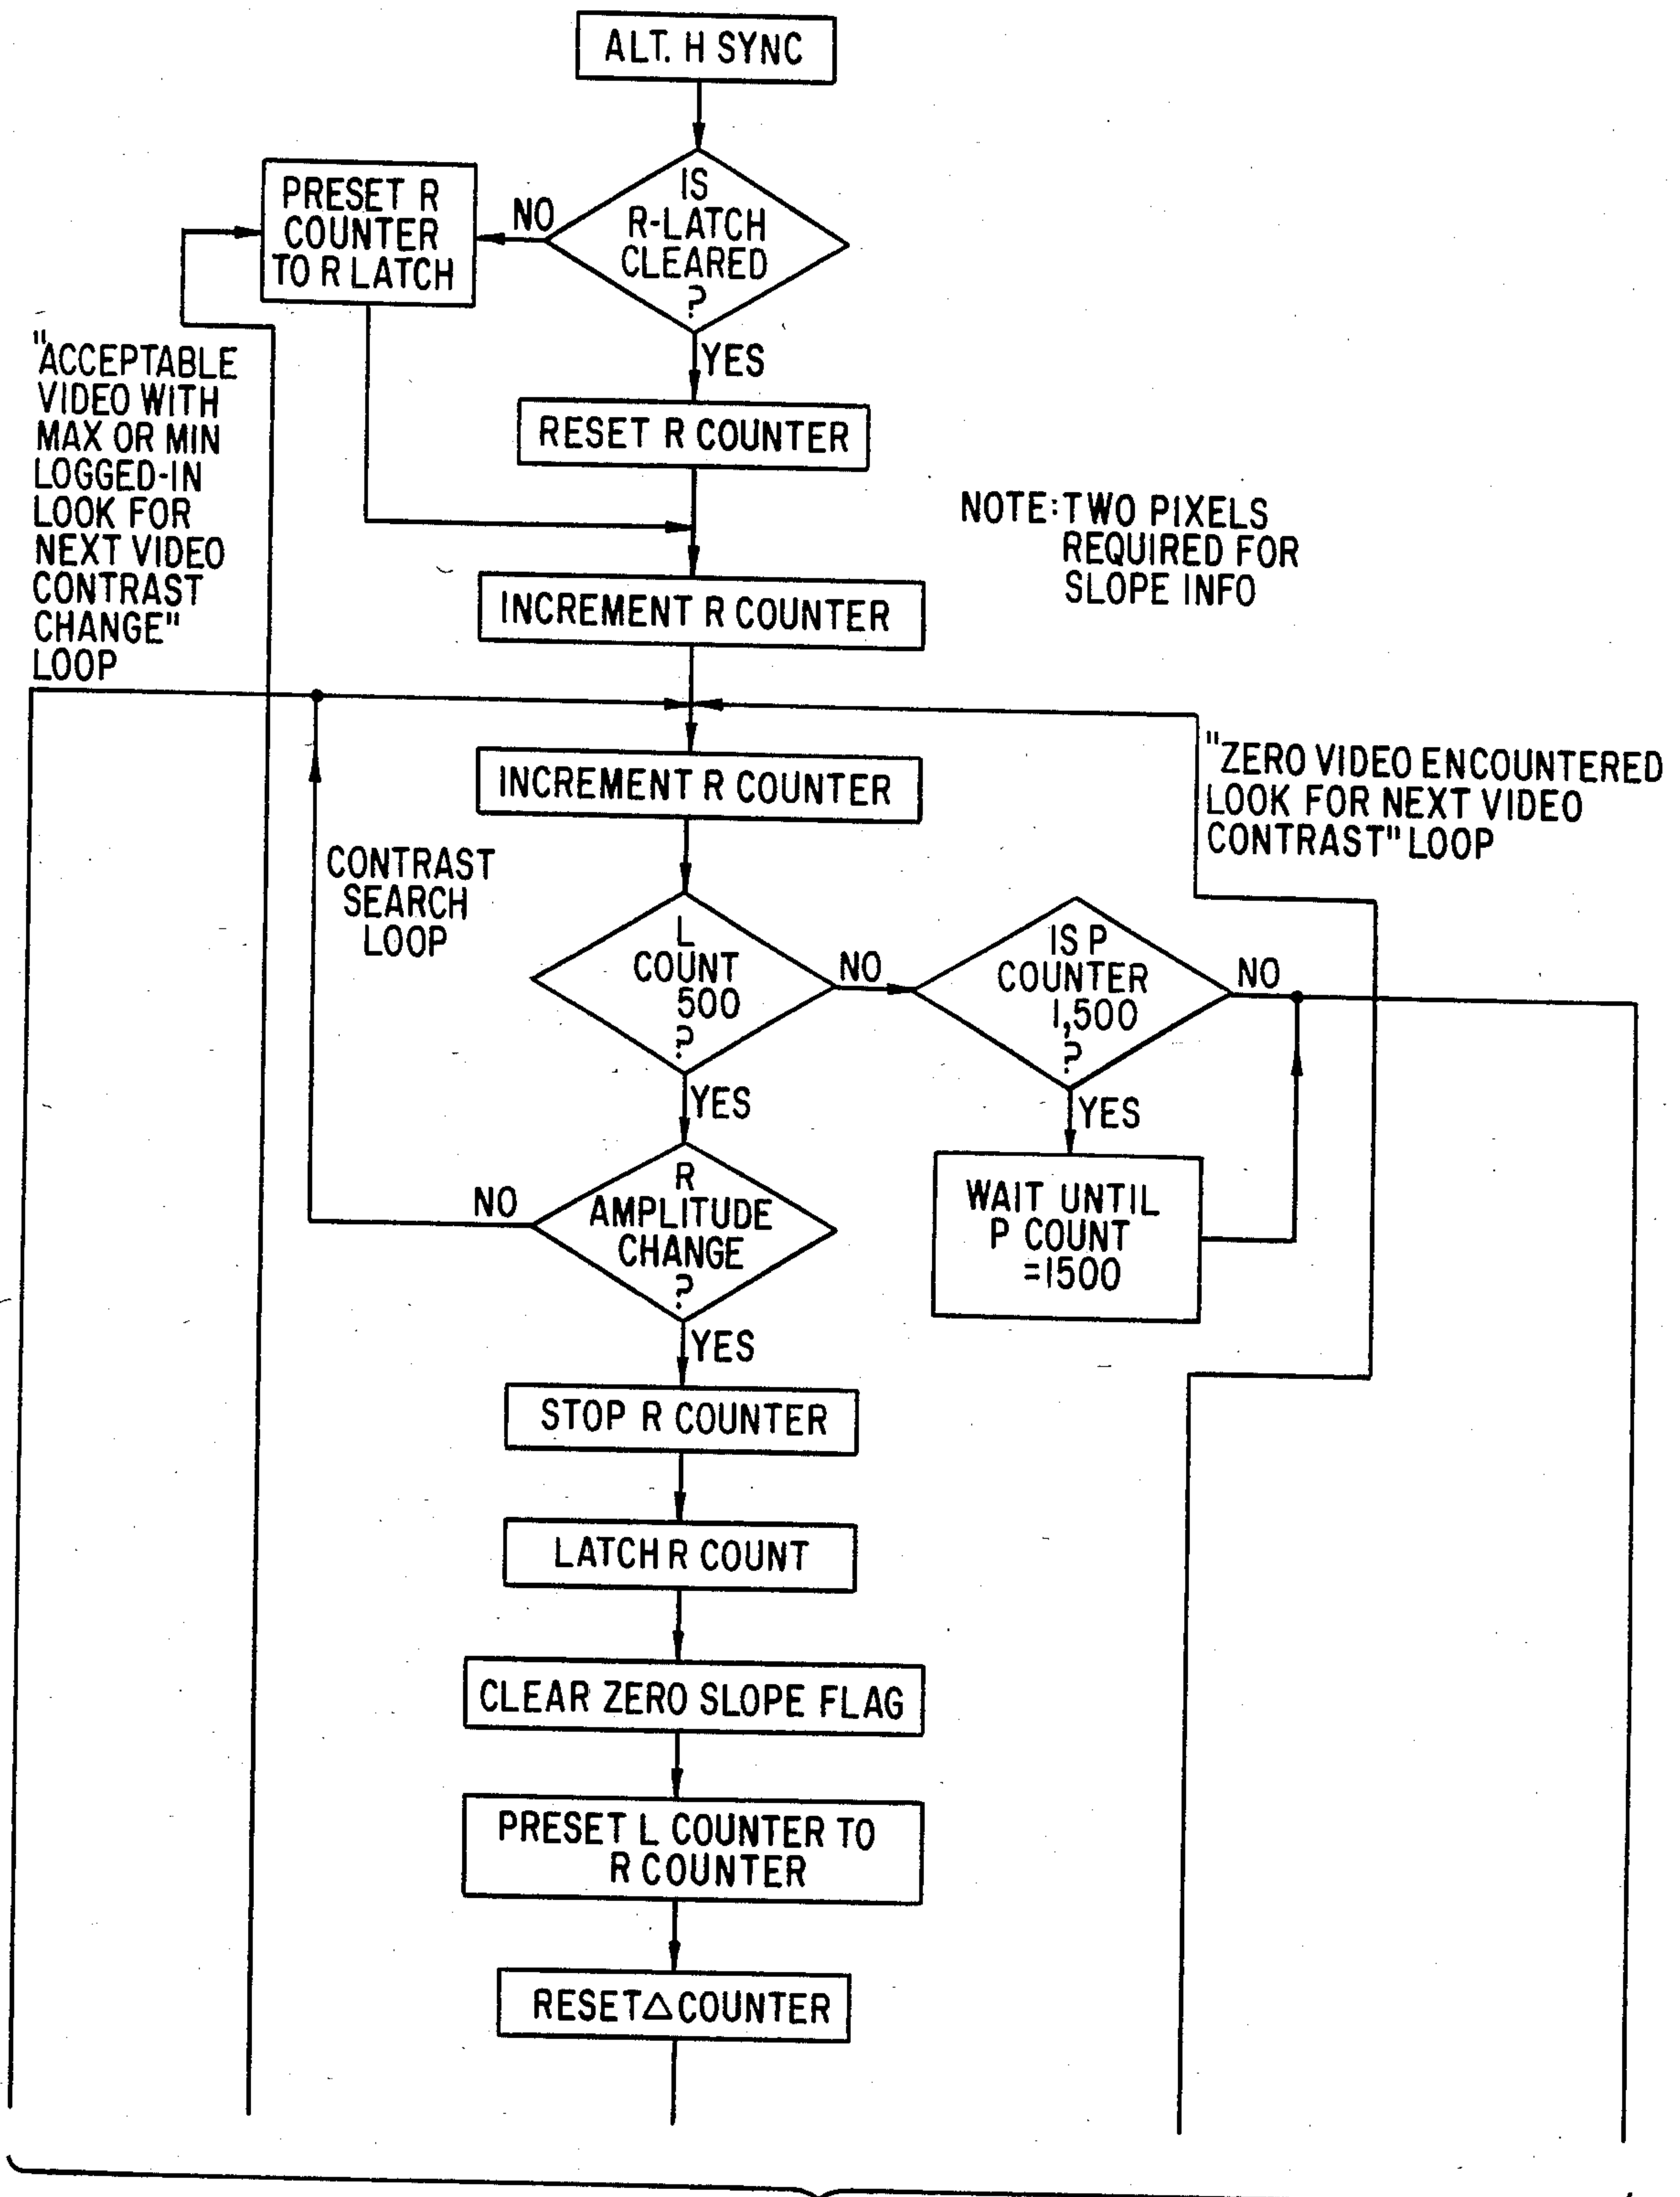 ALT. H SYNC
IS
R-LATCH
CLEARED
?
NO
PRESET R
COUNTER
TO R LATCH
YES
RESET R COUNTER
"ACCEPTABLE
VIDEO WITH
MAX OR MIN
LOGGED-IN
LOOK FOR
NEXT VIDEO
CONTRAST
CHANGE"
LOOP
NOTE: TWO PIXELS
REQUIRED FOR
SLOPE INFO
INCREMENT R COUNTER
INCREMENT R COUNTER
"ZERO VIDEO ENCOUNTERED
LOOK FOR NEXT VIDEO
CONTRAST" LOOP
CONTRAST
SEARCH
LOOP
L
COUNT
500
?
NO
IS P
COUNTER
1,500
?
NO
YES
YES
WAIT UNTIL
P COUNT
=1500
R
AMPLITUDE
CHANGE
?
NO
YES
STOP R COUNTER
LATCH R COUNT
CLEAR ZERO SLOPE FLAG
PRESET L COUNTER TO
R COUNTER
RESET △ COUNTER